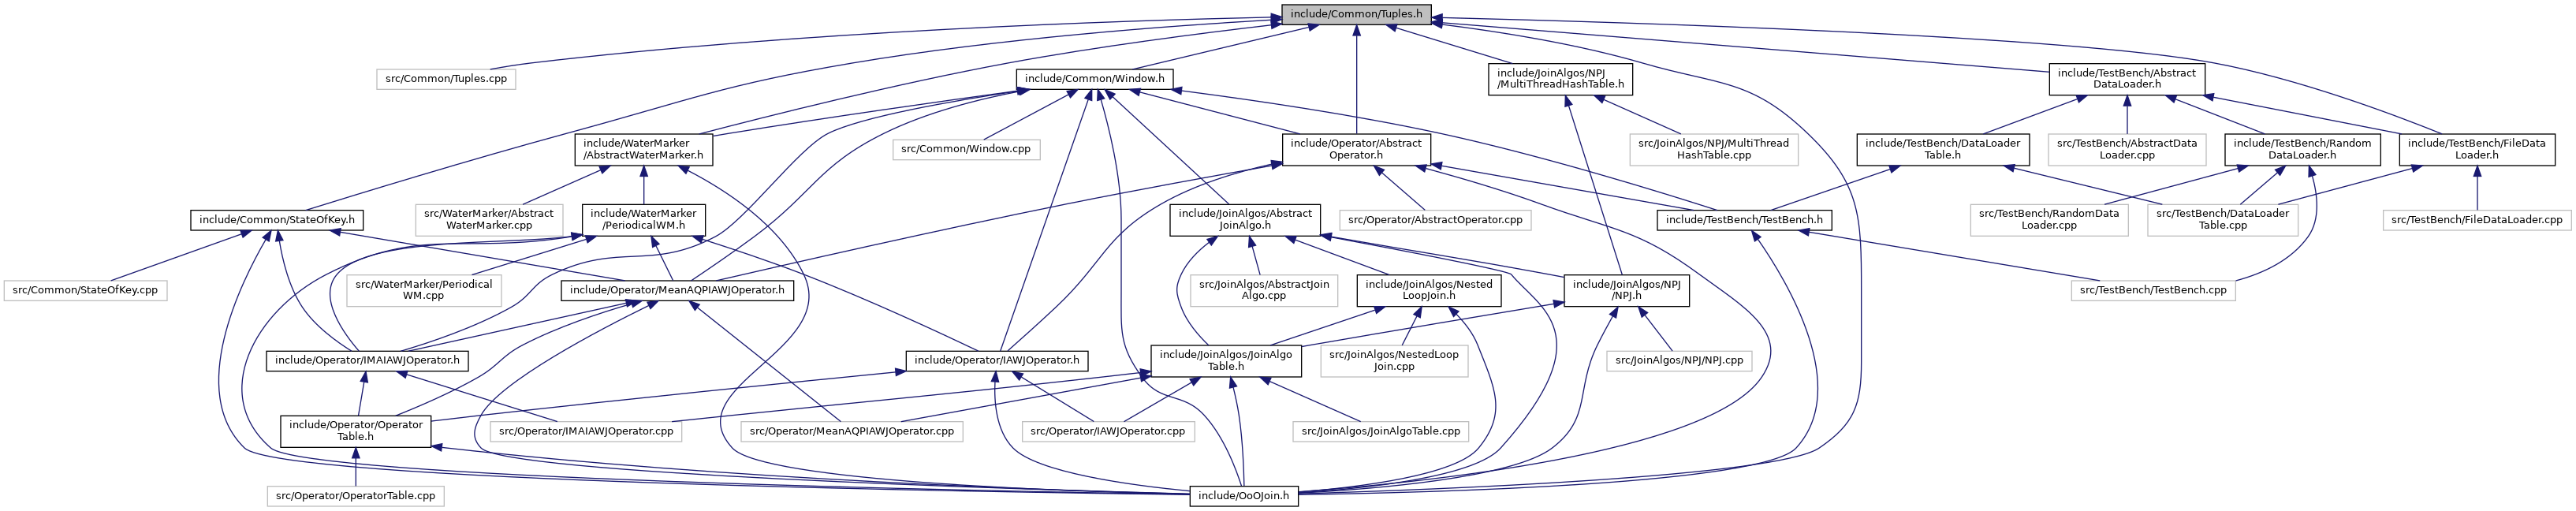 include/Common/Tuples.h
src/Common/Tuples.cpp
include/Common/Window.h
include/JoinAlgos/NPJ
/MultiThreadHashTable.h
include/TestBench/Abstract
DataLoader.h
include/WaterMarker
/AbstractWaterMarker.h
src/Common/Window.cpp
include/Operator/Abstract
Operator.h
src/JoinAlgos/NPJ/MultiThread
HashTable.cpp
include/TestBench/DataLoader
Table.h
src/TestBench/AbstractData
Loader.cpp
include/TestBench/Random
DataLoader.h
include/TestBench/FileData
Loader.h
include/Common/StateOfKey.h
src/WaterMarker/Abstract
WaterMarker.cpp
include/WaterMarker
/PeriodicalWM.h
include/JoinAlgos/Abstract
JoinAlgo.h
src/Operator/AbstractOperator.cpp
include/TestBench/TestBench.h
src/TestBench/RandomData
Loader.cpp
src/TestBench/DataLoader
Table.cpp
src/TestBench/FileDataLoader.cpp
src/Common/StateOfKey.cpp
src/WaterMarker/Periodical
WM.cpp
include/Operator/MeanAQPIAWJOperator.h
src/JoinAlgos/AbstractJoin
Algo.cpp
include/JoinAlgos/Nested
LoopJoin.h
include/JoinAlgos/NPJ
/NPJ.h
src/TestBench/TestBench.cpp
include/Operator/IMAIAWJOperator.h
include/Operator/IAWJOperator.h
include/JoinAlgos/JoinAlgo
Table.h
src/JoinAlgos/NestedLoop
Join.cpp
src/JoinAlgos/NPJ/NPJ.cpp
include/Operator/Operator
Table.h
src/Operator/IMAIAWJOperator.cpp
src/Operator/MeanAQPIAWJOperator.cpp
src/Operator/IAWJOperator.cpp
src/JoinAlgos/JoinAlgoTable.cpp
src/Operator/OperatorTable.cpp
include/OoOJoin.h